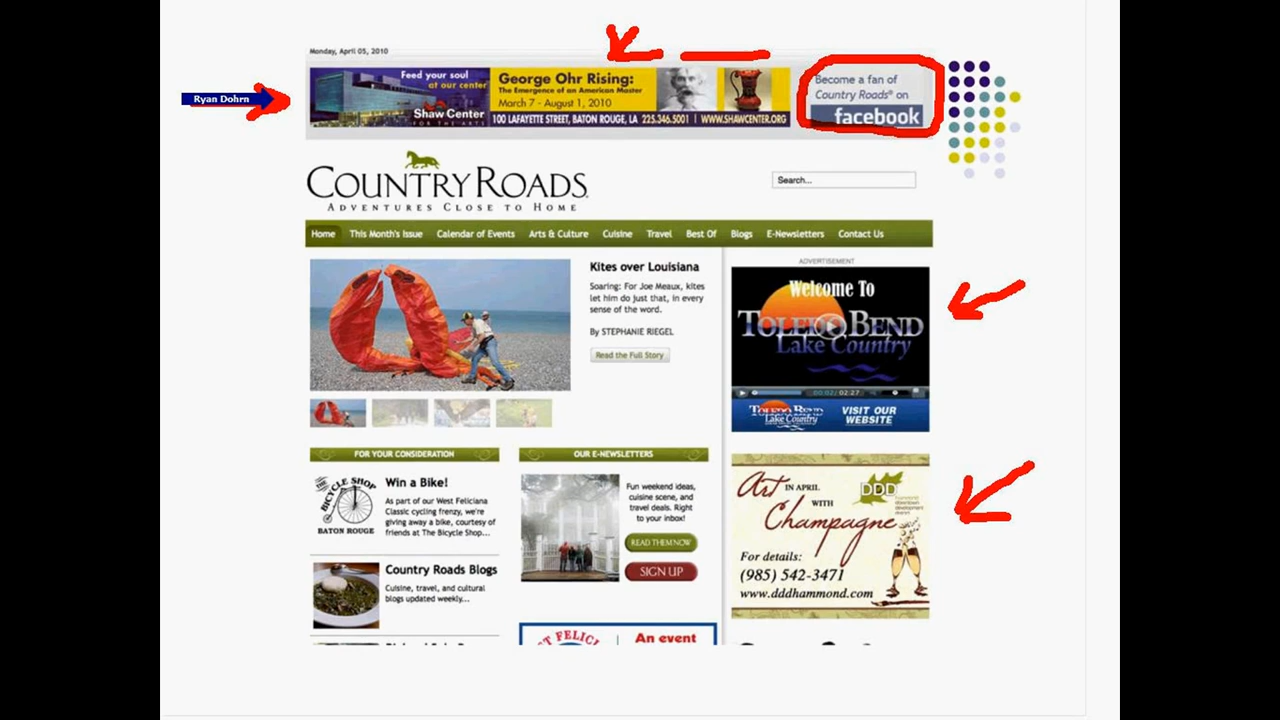 Monday, April 05, 2010
Ryan Dohrn
Feed your soul
at our center
Shaw Center
FOR THE ARTS
George Ohr Rising:
The Emergence of an American Master
March 7 - August 1, 2010
100 LAFAYETTE STREET, BATON ROUGE, LA 225.346.5001 | WWW.SHAWCENTER.ORG
Become a fan of
Country Roads® on
facebook
COUNTRY ROADS
ADVENTURES CLOSE TO HOME
Search...
Home This Month's Issue Calendar of Events Arts & Culture Cuisine Travel Best Of Blogs E-Newsletters Contact Us
Kites over Louisiana
Soaring: For Joe Meaux, kites
let him do just that, in every
sense of the word.
By STEPHANIE RIEGEL
Read the Full Story
ADVERTISEMENT
Welcome To
TOLEDO BEND
Lake Country
00:02 / 02:27
TOLEDO BEND
Lake Country
VISIT OUR
WEBSITE
FOR YOUR CONSIDERATION
THE BICYCLE SHOP
BATON ROUGE
Win a Bike!
As part of our West Feliciana
Classic cycling frenzy, we're
giving away a bike, courtesy of
friends at The Bicycle Shop...
Country Roads Blogs
Cuisine, travel, and cultural
blogs updated weekly...
OUR E-NEWSLETTERS
Fun weekend ideas,
cuisine scene, and
travel deals. Right
to your inbox!
READ THEM NOW
SIGN UP
An event
Art IN APRIL
WITH
Champagne
DDD
For details:
(985) 542-3471
www.dddhammond.com